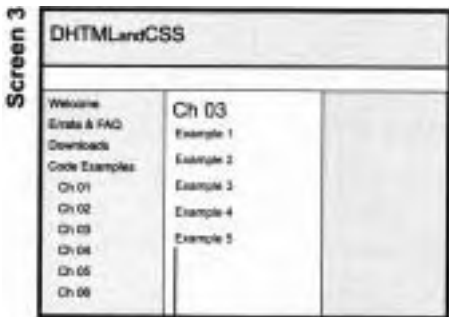 Screen 3
DHTMLandCSS
Welcome
Errata & FAQ
Downloads
Code Examples
Ch 01
Ch 02
Ch 03
Ch 04
Ch 05
Ch 06
Ch 03
Example 1
Example 2
Example 3
Example 4
Example 5